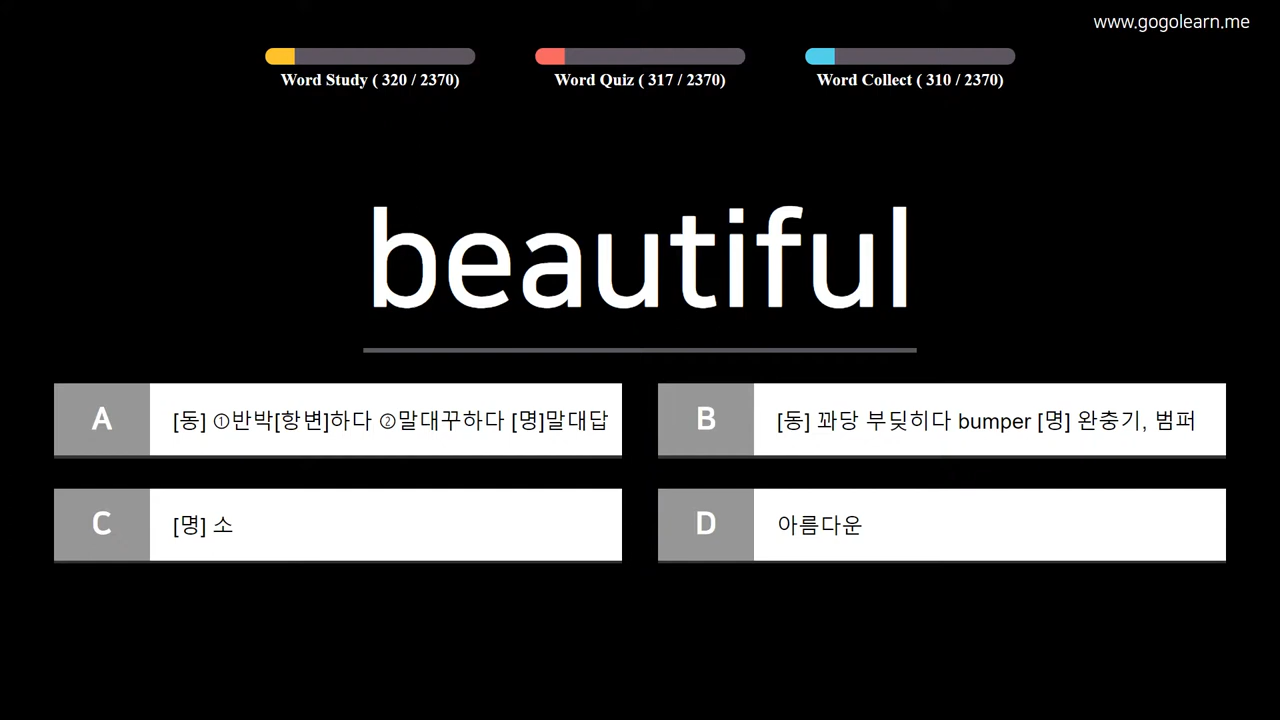 www.gogolearn.me
Word Study ( 320 / 2370)
Word Quiz ( 317 / 2370)
Word Collect ( 310 / 2370)
beautiful
A
[동] ①반박[항변]하다 ②말대꾸하다 [명]말대답
B
[동] 꽈당 부딪히다 bumper [명] 완충기, 범퍼
C
[명] 소
D
아름다운